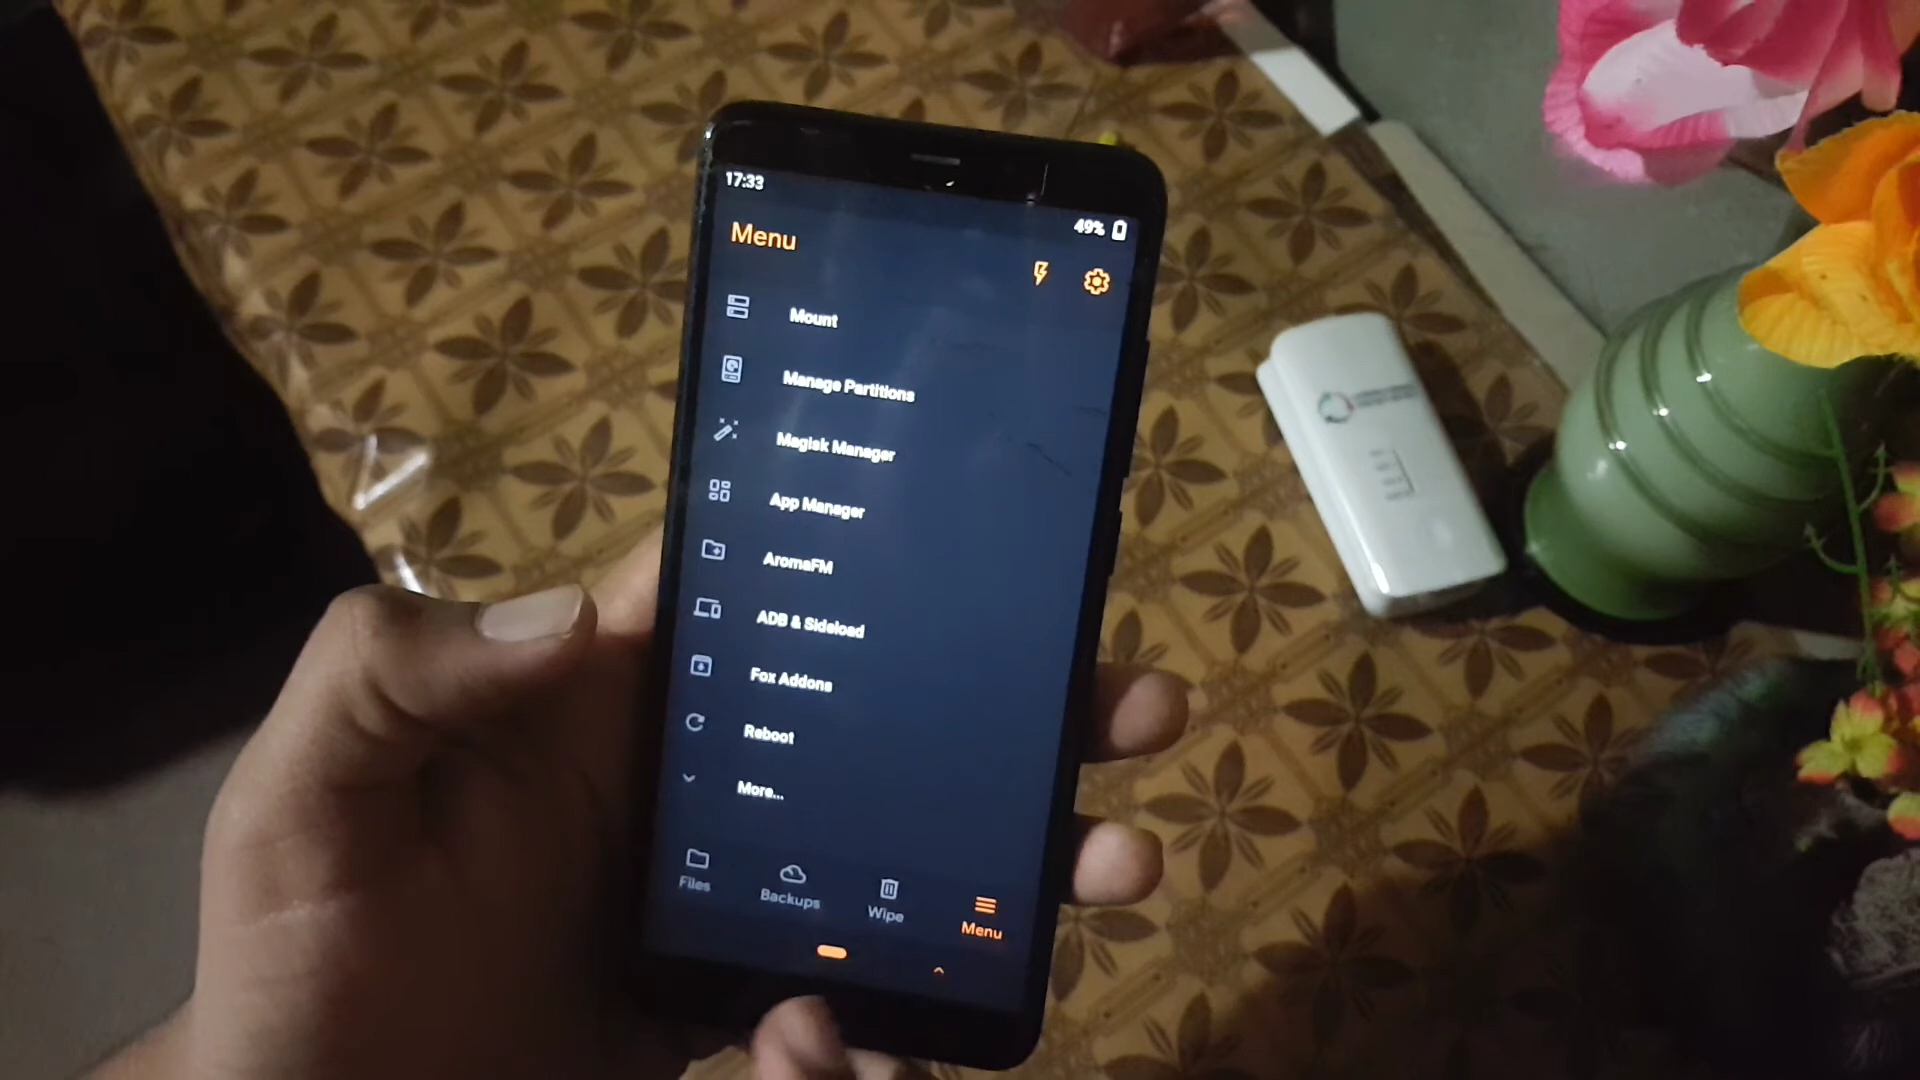 17:33
49%
Menu
Mount
Manage Partitions
Magisk Manager
App Manager
AromaFM
ADB & Sideload
Fox Addons
Reboot
More...
Files
Backups
Wipe
Menu